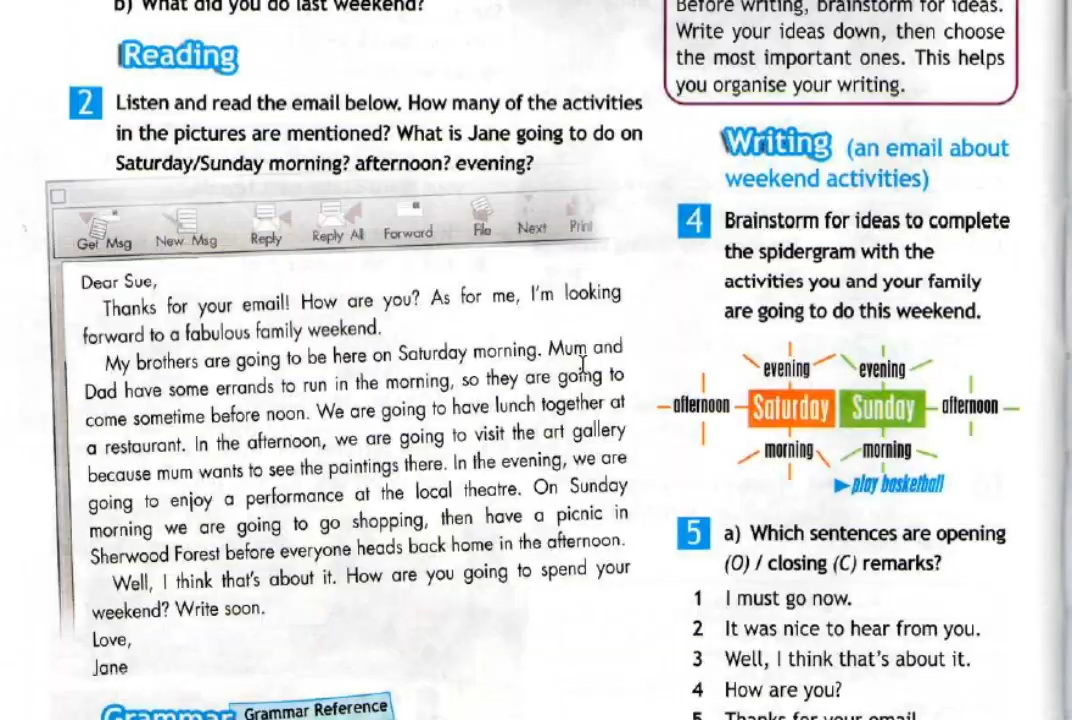 b) What did you do last weekend?
Reading
2 Listen and read the email below. How many of the activities
in the pictures are mentioned? What is Jane going to do on
Saturday/Sunday morning? afternoon? evening?
Get Msg New Msg Reply Reply All Forward File Next Print
Dear Sue,
Thanks for your email! How are you? As for me, I'm looking
forward to a fabulous family weekend.
My brothers are going to be here on Saturday morning. Mum and
Dad have some errands to run in the morning, so they are going to
come sometime before noon. We are going to have lunch together at
a restaurant. In the afternoon, we are going to visit the art gallery
because mum wants to see the paintings there. In the evening, we are
going to enjoy a performance at the local theatre. On Sunday
morning we are going to go shopping, then have a picnic in
Sherwood Forest before everyone heads back home in the afternoon.
Well, I think that's about it. How are you going to spend your
weekend? Write soon.
Love,
Jane
Grammar Grammar Reference
Before writing, brainstorm for ideas.
Write your ideas down, then choose
the most important ones. This helps
you organise your writing.
Writing (an email about
weekend activities)
4 Brainstorm for ideas to complete
the spidergram with the
activities you and your family
are going to do this weekend.
evening evening
afternoon Saturday Sunday afternoon
morning morning
play basketball
5 a) Which sentences are opening
(O) / closing (C) remarks?
1 I must go now.
2 It was nice to hear from you.
3 Well, I think that's about it.
4 How are you?
5 Thanks for your email